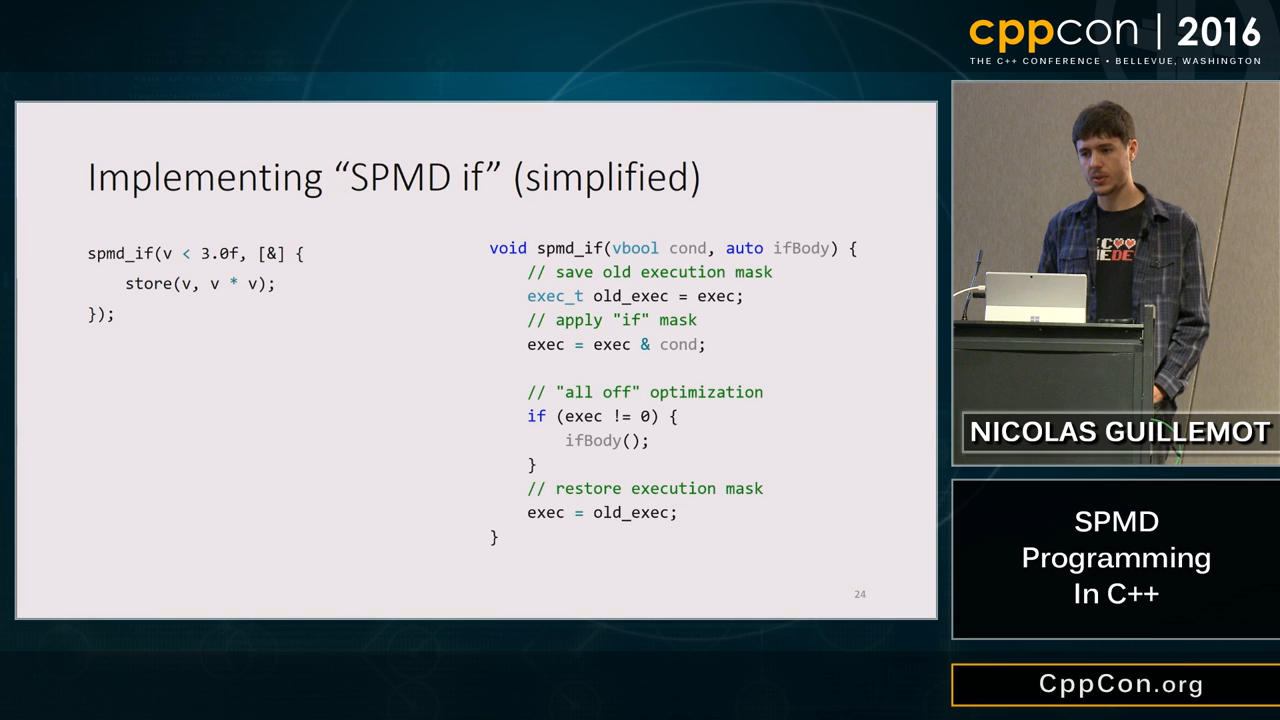 cppcon | 2016
THE C++ CONFERENCE • BELLEVUE, WASHINGTON
Implementing “SPMD if” (simplified)
spmd_if(v < 3.0f, [&] {
    store(v, v * v);
});
void spmd_if(vbool cond, auto ifBody) {
    // save old execution mask
    exec_t old_exec = exec;
    // apply "if" mask
    exec = exec & cond;
    // "all off" optimization
    if (exec != 0) {
        ifBody();
    }
    // restore execution mask
    exec = old_exec;
}
24
NICOLAS GUILLEMOT
SPMD
Programming
In C++
CppCon.org